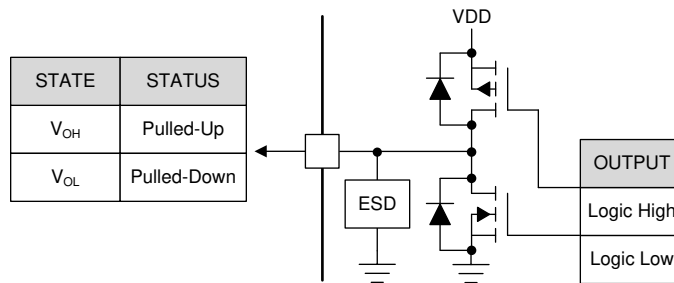 VDD
STATE STATUS
V_OH Pulled-Up
V_OL Pulled-Down
ESD
OUTPUT
Logic High
Logic Low